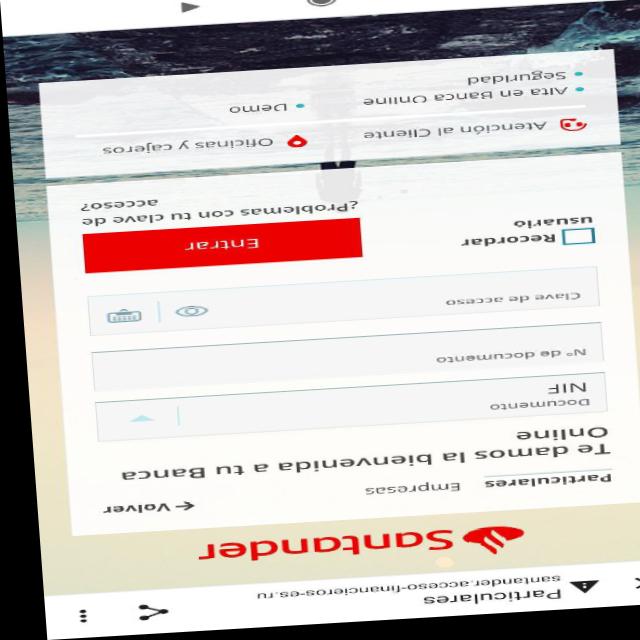 Particulares
santander.acceso-financieros-es.ru
Santander
Particulares
Empresas
Volver
Te damos la bienvenida a tu Banca
Online
Documento
NIF
Nº de documento
Clave de acceso
Recordar
usuario
Entrar
¿Problemas con tu clave de
acceso?
Atención al Cliente
Oficinas y cajeros
Alta en Banca Online
Demo
Seguridad